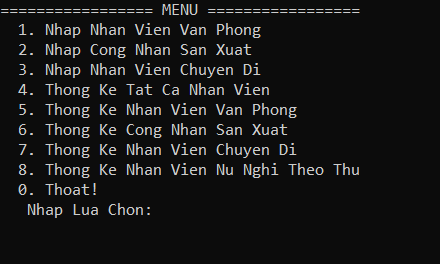 ================= MENU =================
1. Nhap Nhan Vien Van Phong
2. Nhap Cong Nhan San Xuat
3. Nhap Nhan Vien Chuyen Di
4. Thong Ke Tat Ca Nhan Vien
5. Thong Ke Nhan Vien Van Phong
6. Thong Ke Cong Nhan San Xuat
7. Thong Ke Nhan Vien Chuyen Di
8. Thong Ke Nhan Vien Nu Nghi Theo Thu
0. Thoat!
Nhap Lua Chon: